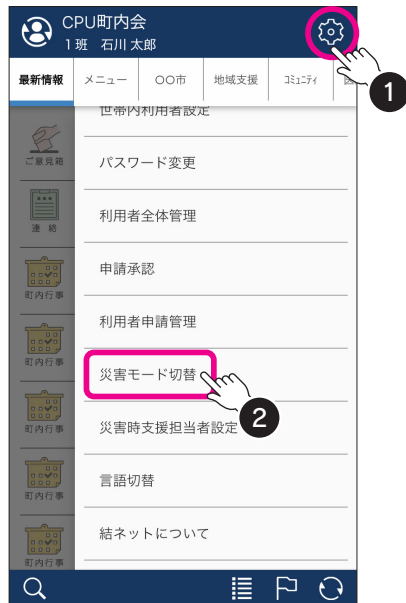 CPU町内会
1班 石川 太郎
1
最新情報 メニュー 〇〇市 地域支援 ｺﾐｭﾆﾃｨ
世帯内利用者設定
ご意見箱
パスワード変更
連 絡
利用者全体管理
申請承認
町内行事
利用者申請管理
町内行事
災害モード切替
2
町内行事
災害時支援担当者設定
言語切替
町内行事
結ネットについて
町内行事